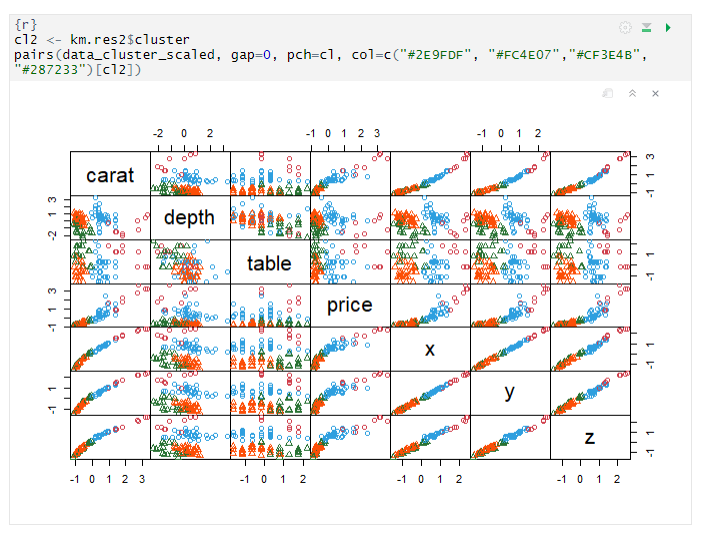 {r}
cl2 <- km.res2$cluster
pairs(data_cluster_scaled, gap=0, pch=cl, col=c("#2E9FDF", "#FC4E07","#CF3E4B",
"#287233")[cl2])
-2 0 2
-1 0 1 2 3
-1 0 1 2
carat
3
1
-1
3
1
-2
depth
table
1
-1
3
1
-1
price
x
1
-1
1
-1
y
z
1
-1
-1 0 1 2 3
-1 0 1 2
-1 0 1 2
-1 0 1 2